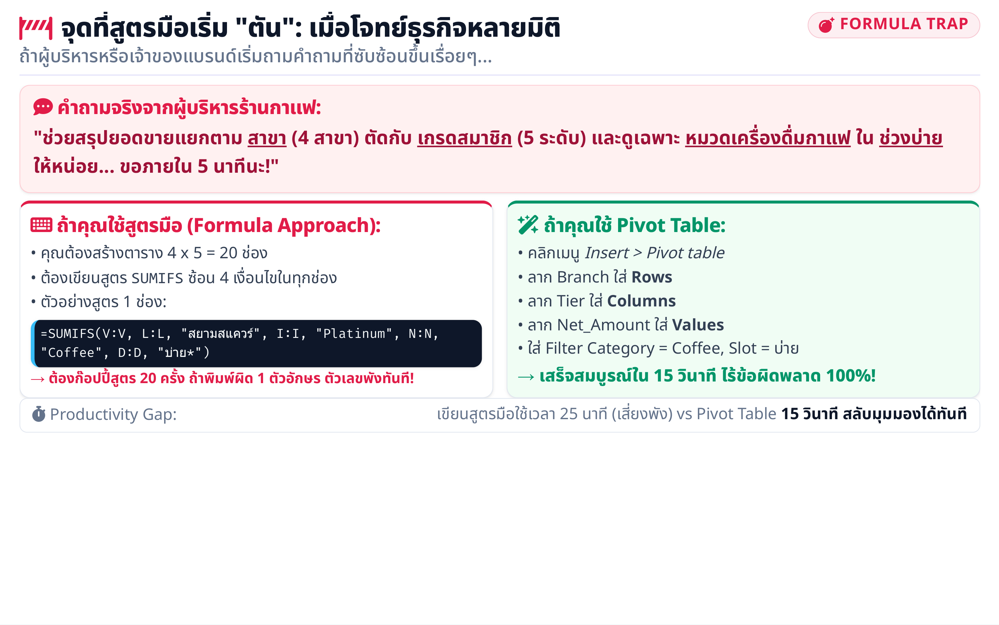 จุดที่สูตรมือเริ่ม "ตัน": เมื่อโจทย์ธุรกิจหลายมิติ
FORMULA TRAP
ถ้าผู้บริหารหรือเจ้าของแบรนด์เริ่มถามคำถามที่ซับซ้อนขึ้นเรื่อยๆ...
คำถามจริงจากผู้บริหารร้านกาแฟ:
"ช่วยสรุปยอดขายแยกตาม สาขา (4 สาขา) ตัดกับ เกรดสมาชิก (5 ระดับ) และดูเฉพาะ หมวดเครื่องดื่มกาแฟ ใน ช่วงบ่าย
ให้หน่อย... ขอภายใน 5 นาทีนะ!"
ถ้าคุณใช้สูตรมือ (Formula Approach):
• คุณต้องสร้างตาราง 4 x 5 = 20 ช่อง
• ต้องเขียนสูตร SUMIFS ซ้อน 4 เงื่อนไขในทุกช่อง
• ตัวอย่างสูตร 1 ช่อง:
=SUMIFS(V:V, L:L, "สยามสแควร์", I:I, "Platinum", N:N,
"Coffee", D:D, "บ่าย*")
→ ต้องก๊อปปี้สูตร 20 ครั้ง ถ้าพิมพ์ผิด 1 ตัวอักษร ตัวเลขพังทันที!
ถ้าคุณใช้ Pivot Table:
• คลิกเมนู Insert > Pivot table
• ลาก Branch ใส่ Rows
• ลาก Tier ใส่ Columns
• ลาก Net_Amount ใส่ Values
• ใส่ Filter Category = Coffee, Slot = บ่าย
→ เสร็จสมบูรณ์ใน 15 วินาที ไร้ข้อผิดพลาด 100%!
Productivity Gap:
เขียนสูตรมือใช้เวลา 25 นาที (เสี่ยงพัง) vs Pivot Table 15 วินาที สลับมุมมองได้ทันที